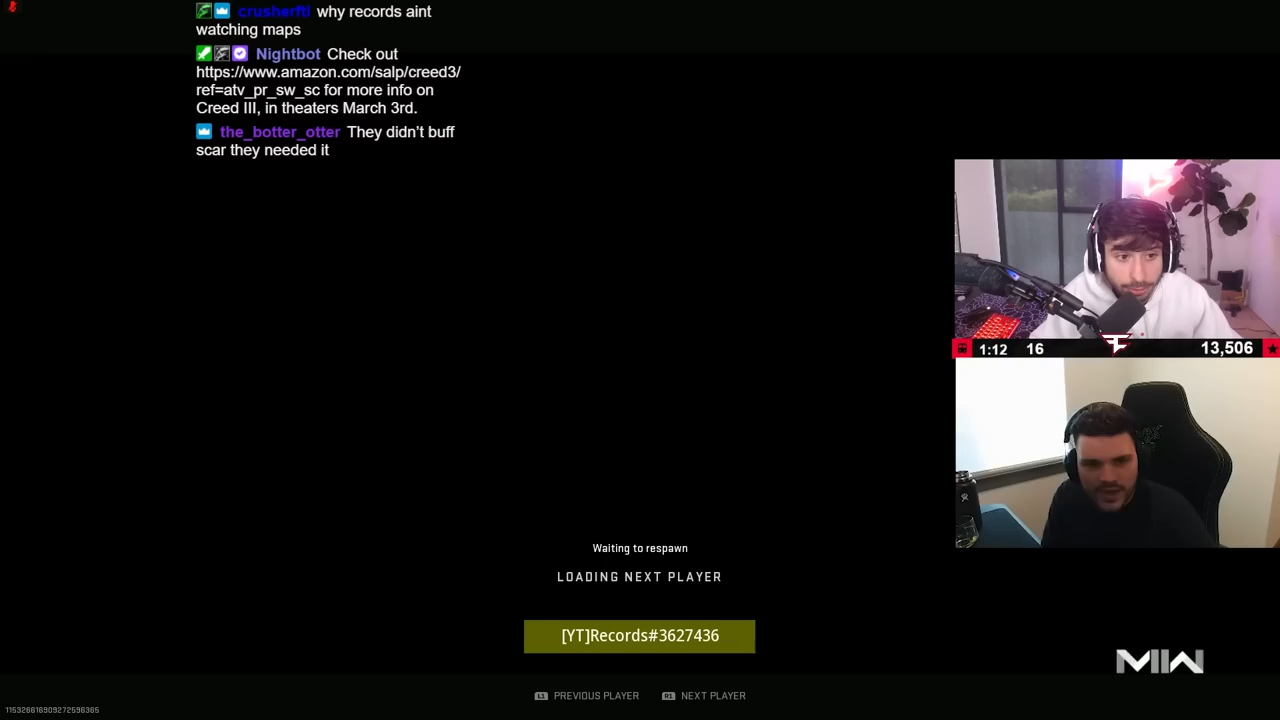 crusherftl why records aint
watching maps
Nightbot Check out
https://www.amazon.com/salp/creed3/
ref=atv_pr_sw_sc for more info on
Creed III, in theaters March 3rd.
the_botter_otter They didn’t buff
scar they needed it
1:12 16 13,506
Waiting to respawn
LOADING NEXT PLAYER
[YT]Records#3627436
MW
L1 PREVIOUS PLAYER R1 NEXT PLAYER